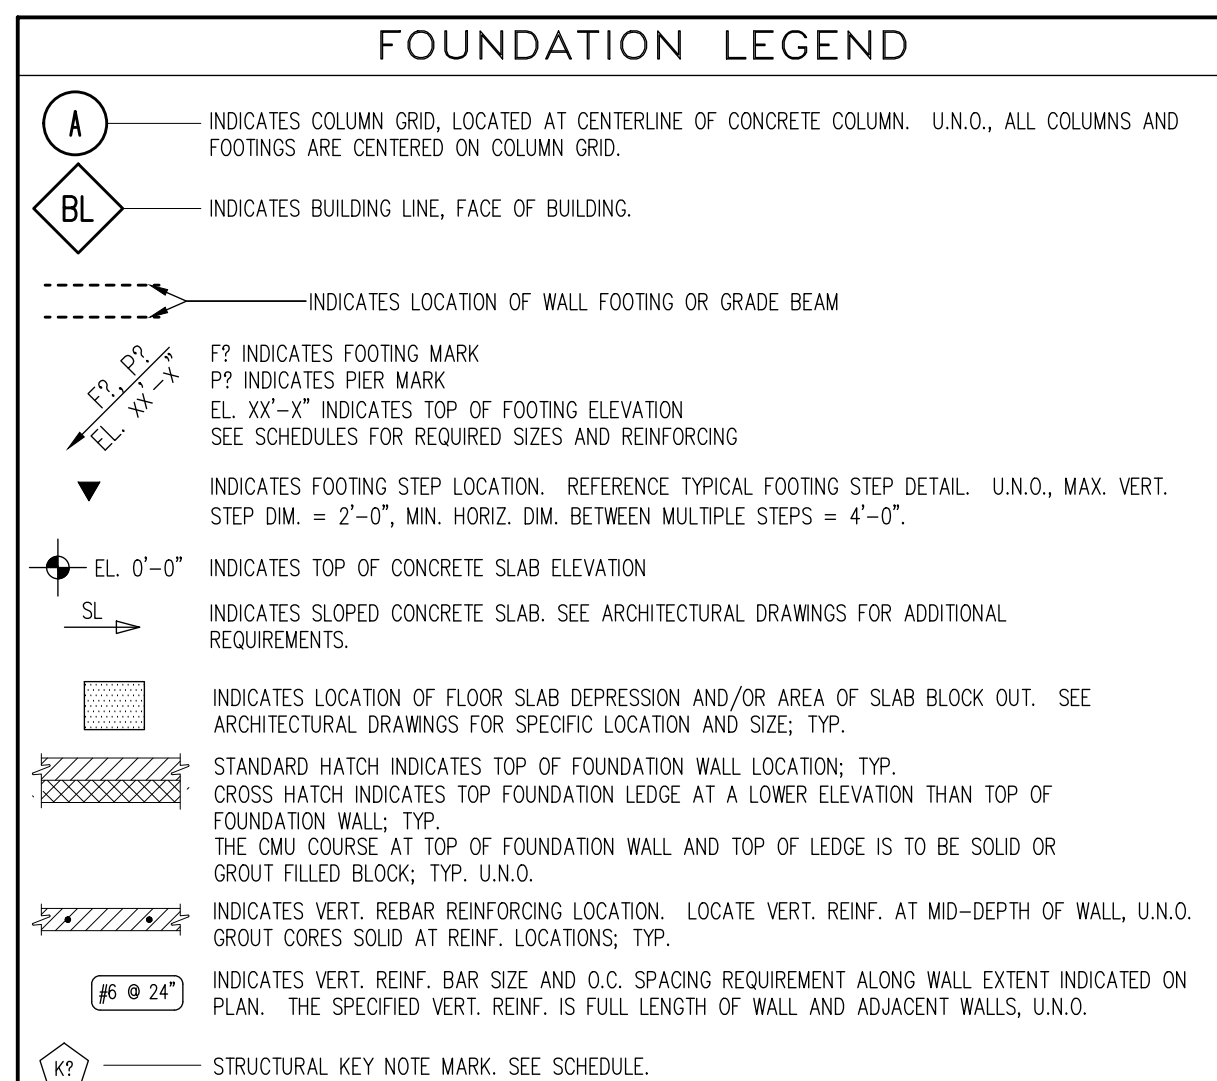 FOUNDATION LEGEND
A
INDICATES COLUMN GRID, LOCATED AT CENTERLINE OF CONCRETE COLUMN. U.N.O., ALL COLUMNS AND
FOOTINGS ARE CENTERED ON COLUMN GRID.
BL
INDICATES BUILDING LINE, FACE OF BUILDING.
INDICATES LOCATION OF WALL FOOTING OR GRADE BEAM
F?, P?
EL. XX'-X"
F? INDICATES FOOTING MARK
P? INDICATES PIER MARK
EL. XX'-X" INDICATES TOP OF FOOTING ELEVATION
SEE SCHEDULES FOR REQUIRED SIZES AND REINFORCING
INDICATES FOOTING STEP LOCATION. REFERENCE TYPICAL FOOTING STEP DETAIL. U.N.O., MAX. VERT.
STEP DIM. = 2'-0", MIN. HORIZ. DIM. BETWEEN MULTIPLE STEPS = 4'-0".
EL. 0'-0"
INDICATES TOP OF CONCRETE SLAB ELEVATION
SL
INDICATES SLOPED CONCRETE SLAB. SEE ARCHITECTURAL DRAWINGS FOR ADDITIONAL
REQUIREMENTS.
INDICATES LOCATION OF FLOOR SLAB DEPRESSION AND/OR AREA OF SLAB BLOCK OUT. SEE
ARCHITECTURAL DRAWINGS FOR SPECIFIC LOCATION AND SIZE; TYP.
STANDARD HATCH INDICATES TOP OF FOUNDATION WALL LOCATION; TYP.
CROSS HATCH INDICATES TOP FOUNDATION LEDGE AT A LOWER ELEVATION THAN TOP OF
FOUNDATION WALL; TYP.
THE CMU COURSE AT TOP OF FOUNDATION WALL AND TOP OF LEDGE IS TO BE SOLID OR
GROUT FILLED BLOCK; TYP. U.N.O.
INDICATES VERT. REBAR REINFORCING LOCATION. LOCATE VERT. REINF. AT MID-DEPTH OF WALL, U.N.O.
GROUT CORES SOLID AT REINF. LOCATIONS; TYP.
#6 @ 24"
INDICATES VERT. REINF. BAR SIZE AND O.C. SPACING REQUIREMENT ALONG WALL EXTENT INDICATED ON
PLAN. THE SPECIFIED VERT. REINF. IS FULL LENGTH OF WALL AND ADJACENT WALLS, U.N.O.
K?
STRUCTURAL KEY NOTE MARK. SEE SCHEDULE.